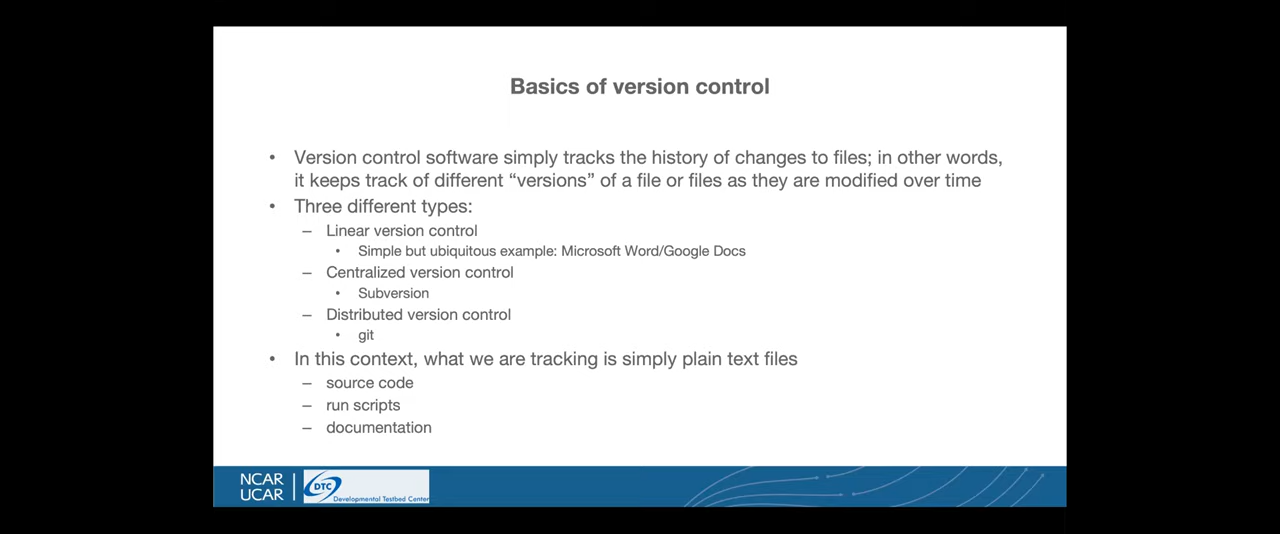 Basics of version control
• Version control software simply tracks the history of changes to files; in other words,
it keeps track of different “versions” of a file or files as they are modified over time
• Three different types:
– Linear version control
• Simple but ubiquitous example: Microsoft Word/Google Docs
– Centralized version control
• Subversion
– Distributed version control
• git
• In this context, what we are tracking is simply plain text files
– source code
– run scripts
– documentation
NCAR
UCAR
DTC
Developmental Testbed Center